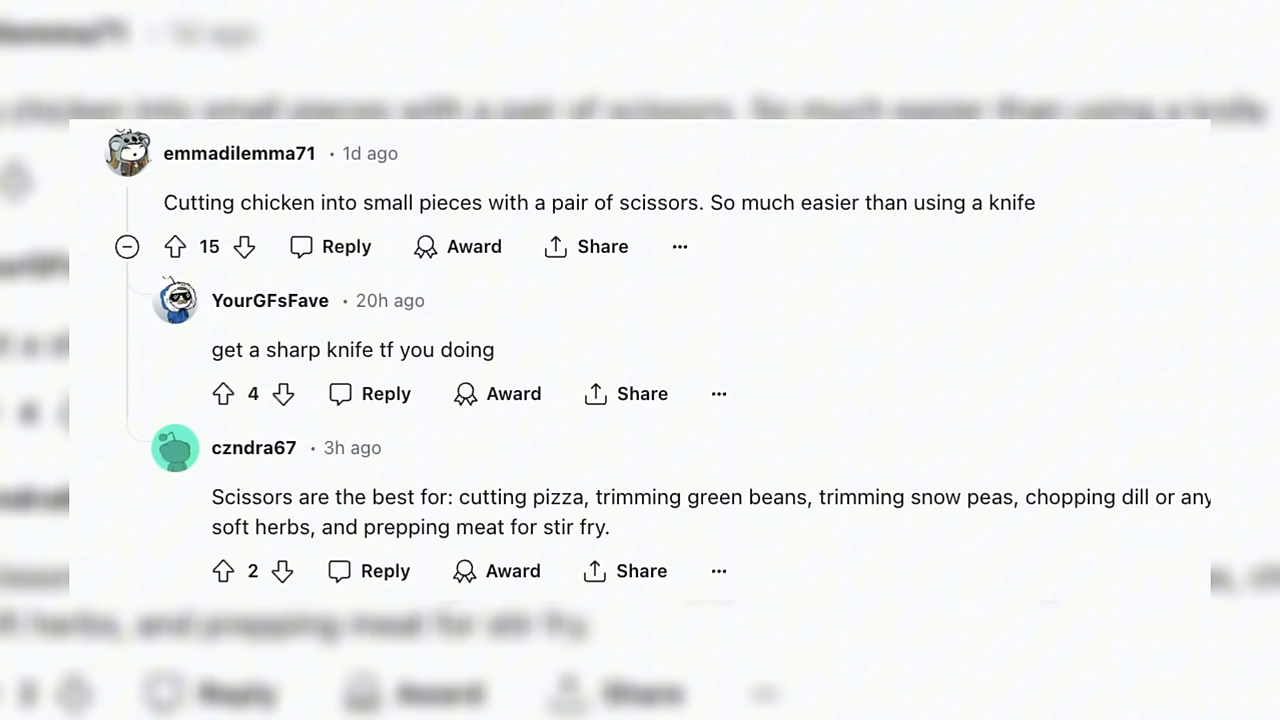 emmadilemma71 • 1d ago
Cutting chicken into small pieces with a pair of scissors. So much easier than using a knife
15 Reply Award Share ...
YourGFsFave • 20h ago
get a sharp knife tf you doing
4 Reply Award Share ...
czndra67 • 3h ago
Scissors are the best for: cutting pizza, trimming green beans, trimming snow peas, chopping dill or any
soft herbs, and prepping meat for stir fry.
2 Reply Award Share ...